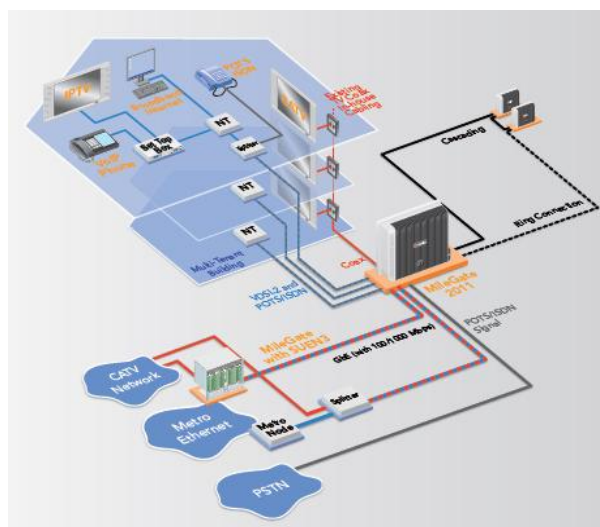 IPTV
Broadband
Internet
POTS
ISDN
CATV
Existing
TV Coax
In-house
Cabling
VoIP
Phone
Set Top
Box
NT
Splitter
NT
NT
Multi-Tenant
Building
VDSL2 and
POTS/ISDN
Coax
Cascading
Ring Connection
MileGate
2011
POTS/ISDN
Signal
MileGate
with SUEN3
GbE (with 100/1000 Mbps)
CATV
Network
Metro
Ethernet
Metro
Node
Splitter
PSTN